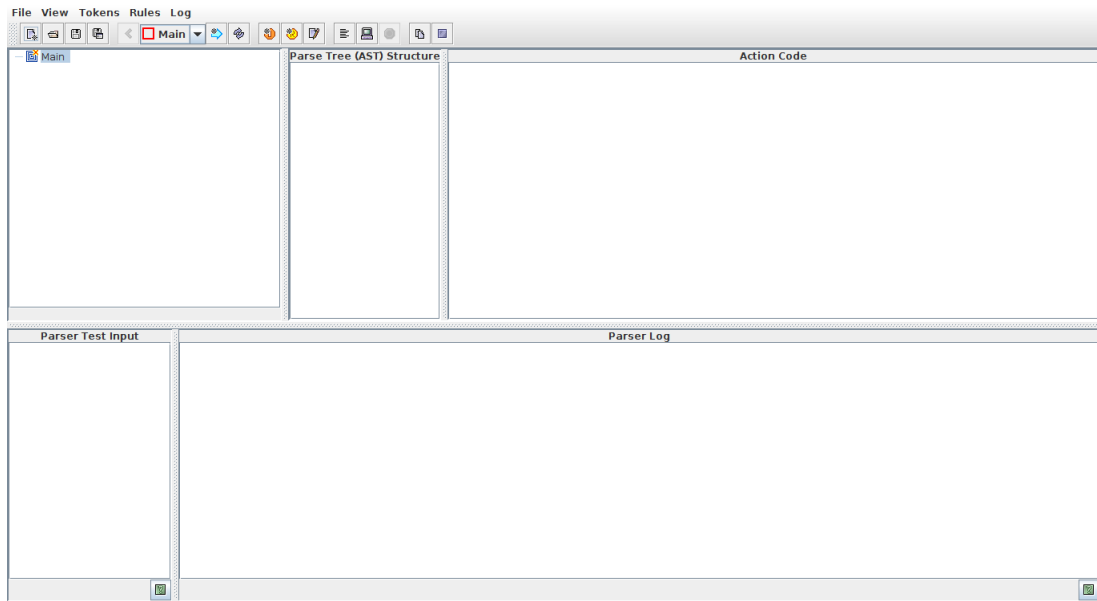 File View Tokens Rules Log
Main
Main
Parse Tree (AST) Structure
Action Code
Parser Test Input
Parser Log